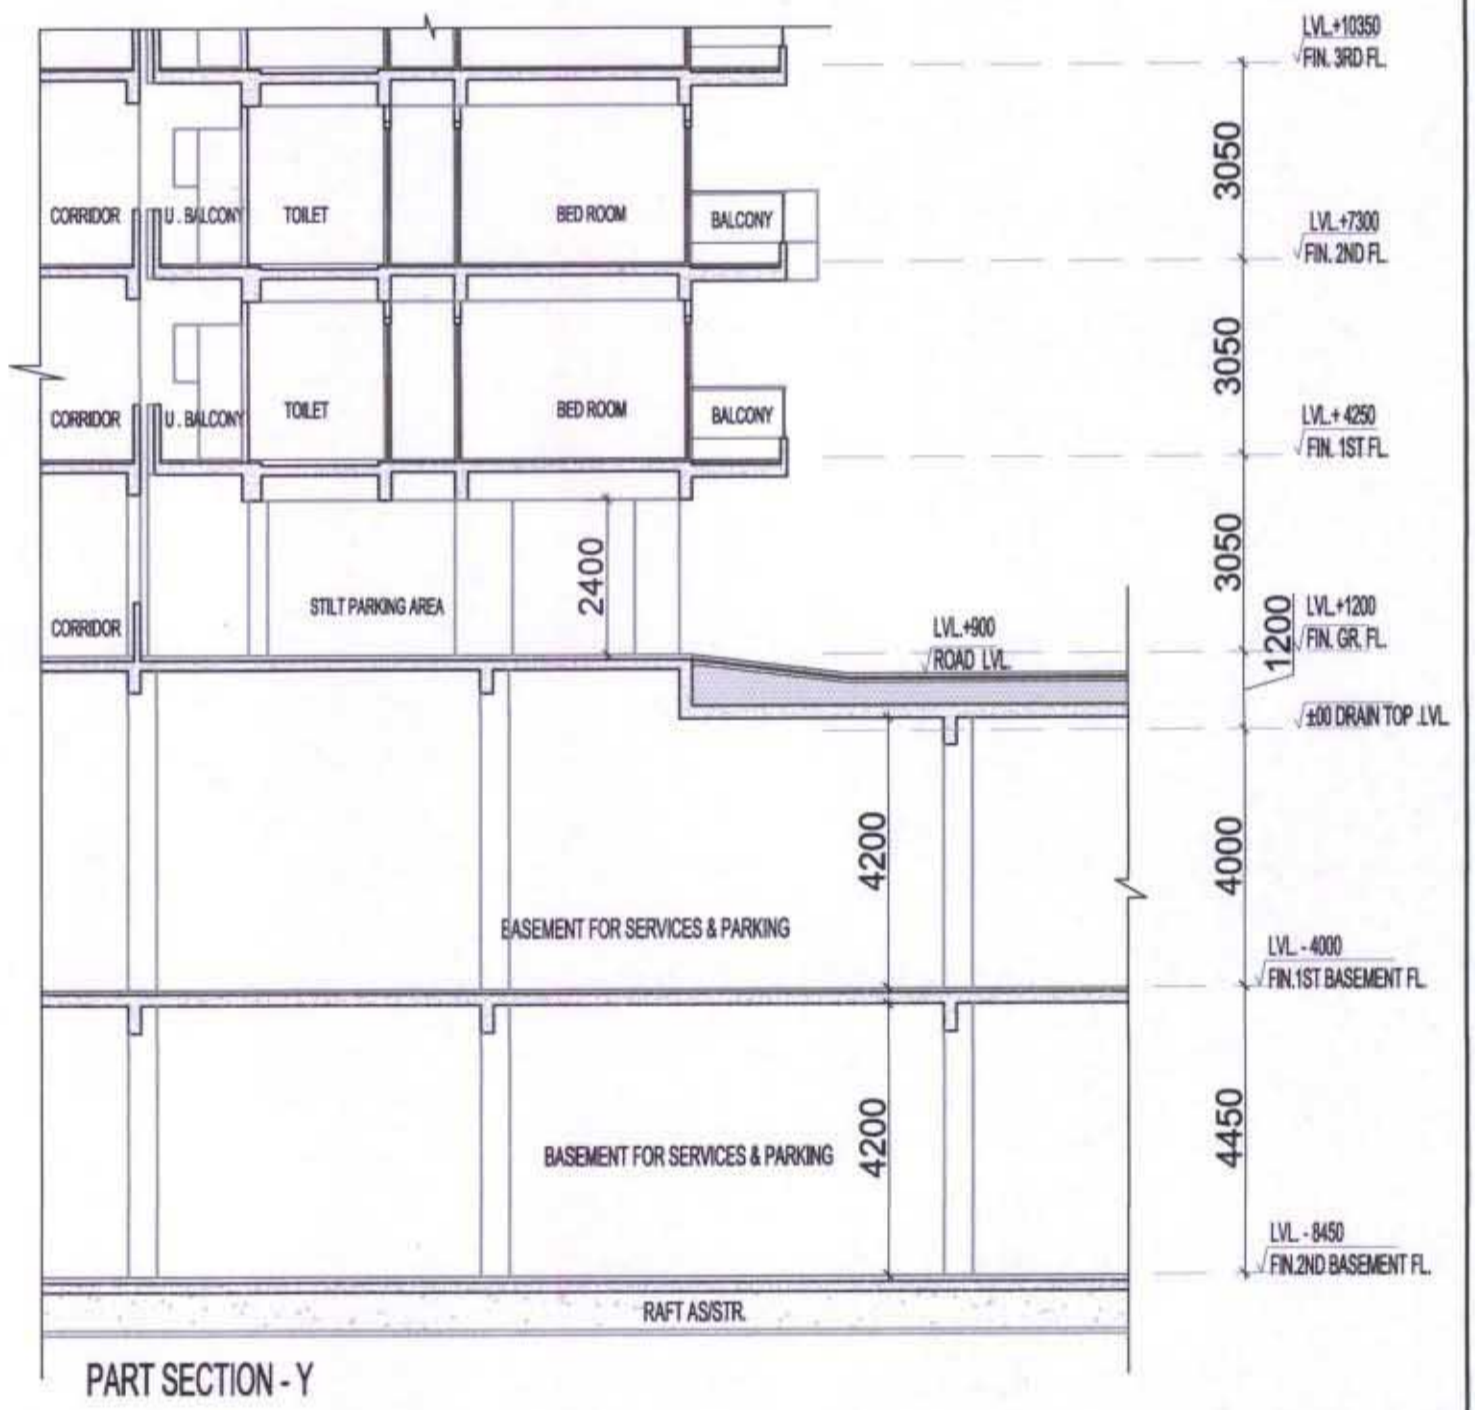 LVL.+10350
FIN. 3RD FL.
3050
CORRIDOR U . BALCONY TOILET BED ROOM BALCONY
LVL.+7300
FIN. 2ND FL.
3050
CORRIDOR U . BALCONY TOILET BED ROOM BALCONY
LVL.+ 4250
FIN. 1ST FL.
3050
2400
STILT PARKING AREA
CORRIDOR
LVL.+900
ROAD LVL.
1200
LVL.+1200
FIN. GR. FL.
±00 DRAIN TOP .LVL
4200
4000
BASEMENT FOR SERVICES & PARKING
LVL. - 4000
FIN.1ST BASEMENT FL.
4200
4450
BASEMENT FOR SERVICES & PARKING
LVL. - 8450
FIN.2ND BASEMENT FL.
RAFT AS/STR.
PART SECTION - Y